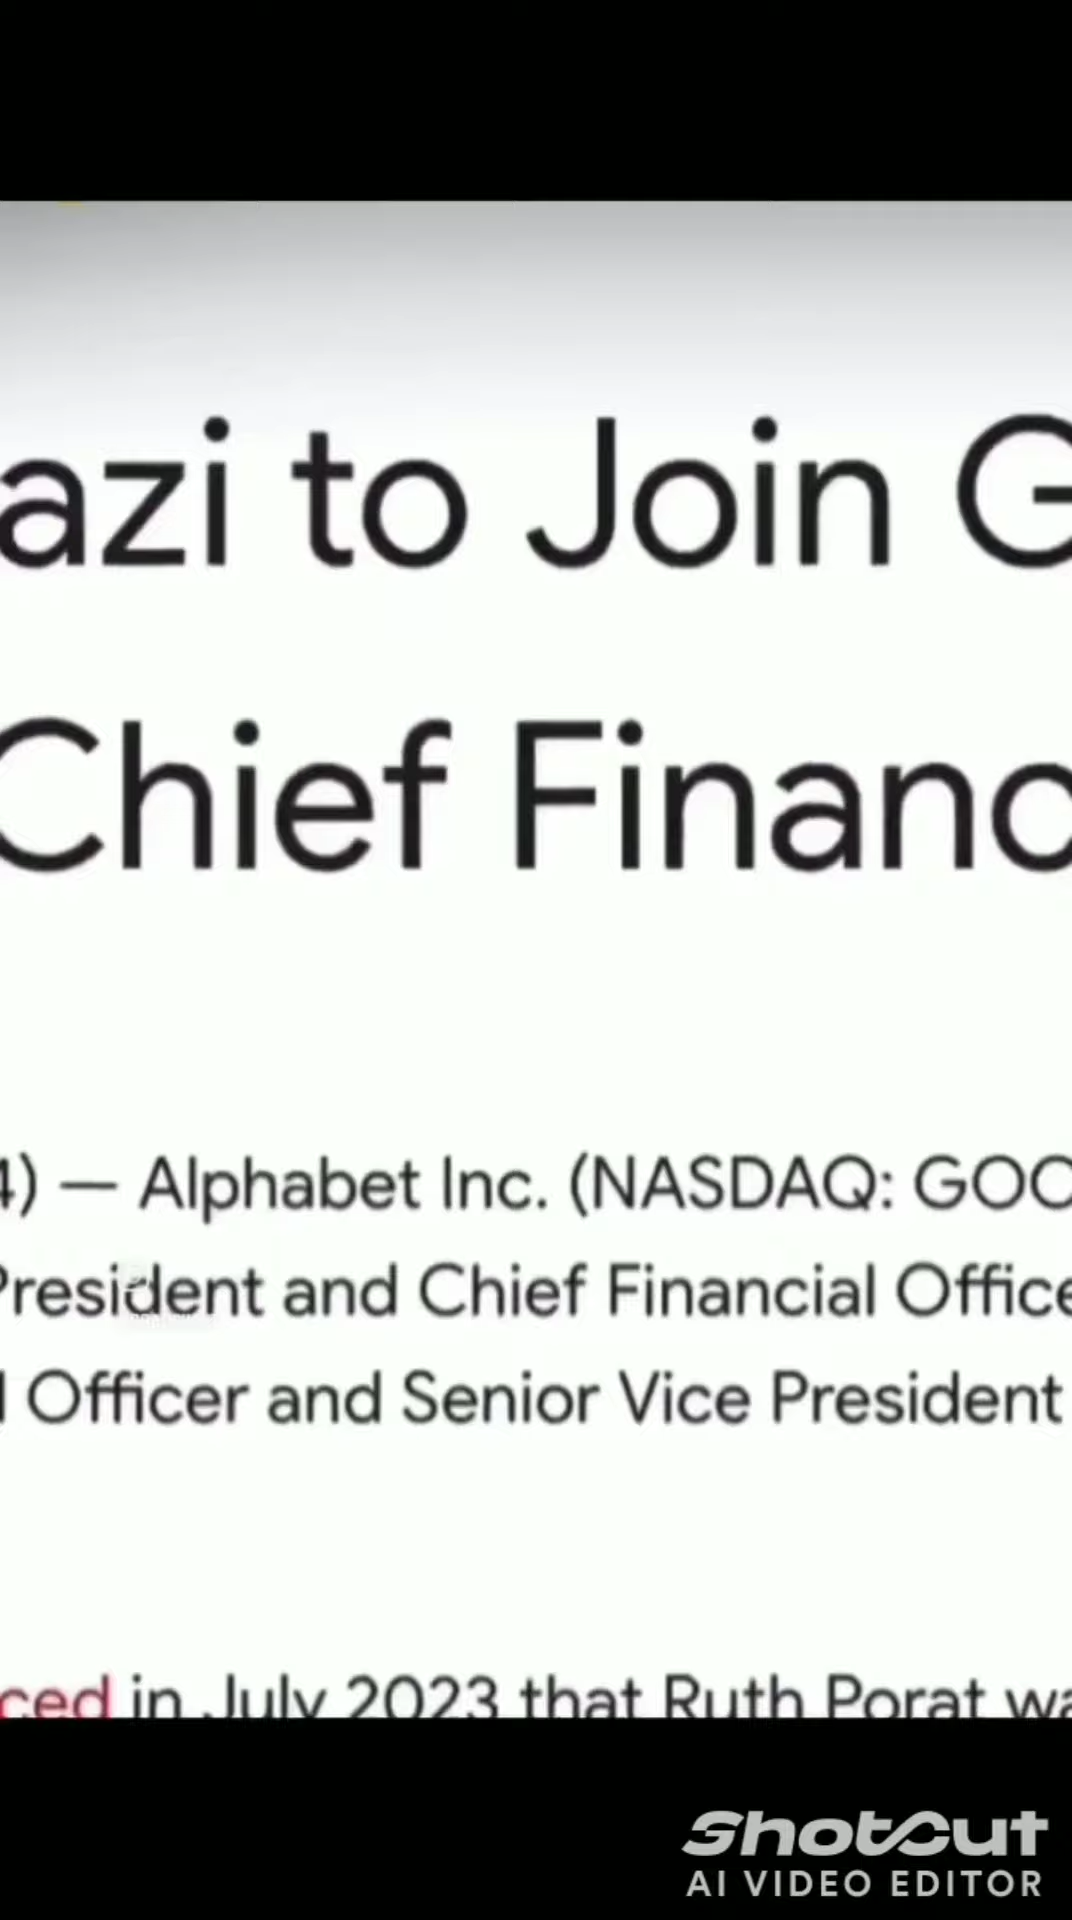 azi to Join G
Chief Financ
4) — Alphabet Inc. (NASDAQ: GOO
President and Chief Financial Office
l Officer and Senior Vice President
ced in July 2023 that Ruth Porat wa
ShotCut
AI VIDEO EDITOR